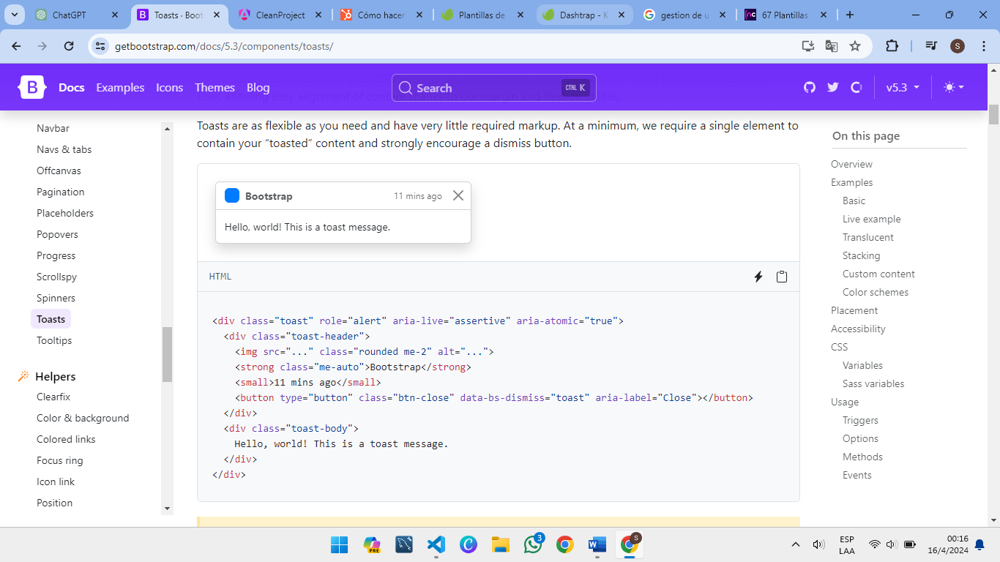 ChatGPT
Toasts · Boot
CleanProject
Cómo hacer
Plantillas de
Dashtrap - K
gestion de u
67 Plantillas
getbootstrap.com/docs/5.3/components/toasts/
S
B
Docs
Examples
Icons
Themes
Blog
Search
CTRL K
v5.3
Navbar
Navs & tabs
Offcanvas
Pagination
Placeholders
Popovers
Progress
Scrollspy
Spinners
Toasts
Tooltips
Helpers
Clearfix
Color & background
Colored links
Focus ring
Icon link
Position
Toasts are as flexible as you need and have very little required markup. At a minimum, we require a single element to
contain your “toasted” content and strongly encourage a dismiss button.
Bootstrap
11 mins ago
Hello, world! This is a toast message.
HTML
<div class="toast" role="alert" aria-live="assertive" aria-atomic="true">
  <div class="toast-header">
    <img src="..." class="rounded me-2" alt="...">
    <strong class="me-auto">Bootstrap</strong>
    <small>11 mins ago</small>
    <button type="button" class="btn-close" data-bs-dismiss="toast" aria-label="Close"></button>
  </div>
  <div class="toast-body">
    Hello, world! This is a toast message.
  </div>
</div>
On this page
Overview
Examples
Basic
Live example
Translucent
Stacking
Custom content
Color schemes
Placement
Accessibility
CSS
Variables
Sass variables
Usage
Triggers
Options
Methods
Events
PRE
3
S
ESP
LAA
00:16
16/4/2024